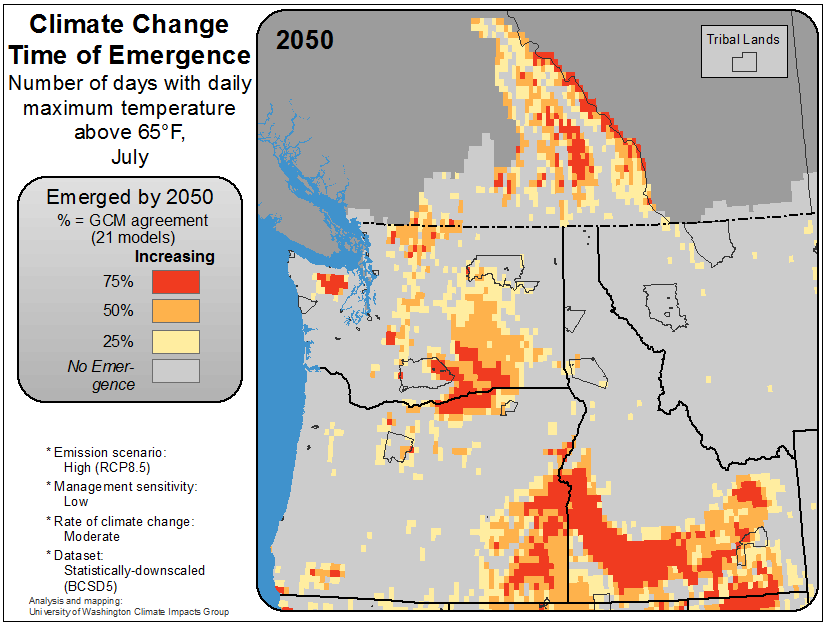 Climate Change
Time of Emergence
Number of days with daily
maximum temperature
above 65°F,
July
Emerged by 2050
% = GCM agreement
(21 models)
Increasing
75%
50%
25%
No Emer-
gence
* Emission scenario:
High (RCP8.5)
* Management sensitivity:
Low
* Rate of climate change:
Moderate
* Dataset:
Statistically-downscaled
(BCSD5)
Analysis and mapping:
University of Washington Climate Impacts Group
2050
Tribal Lands